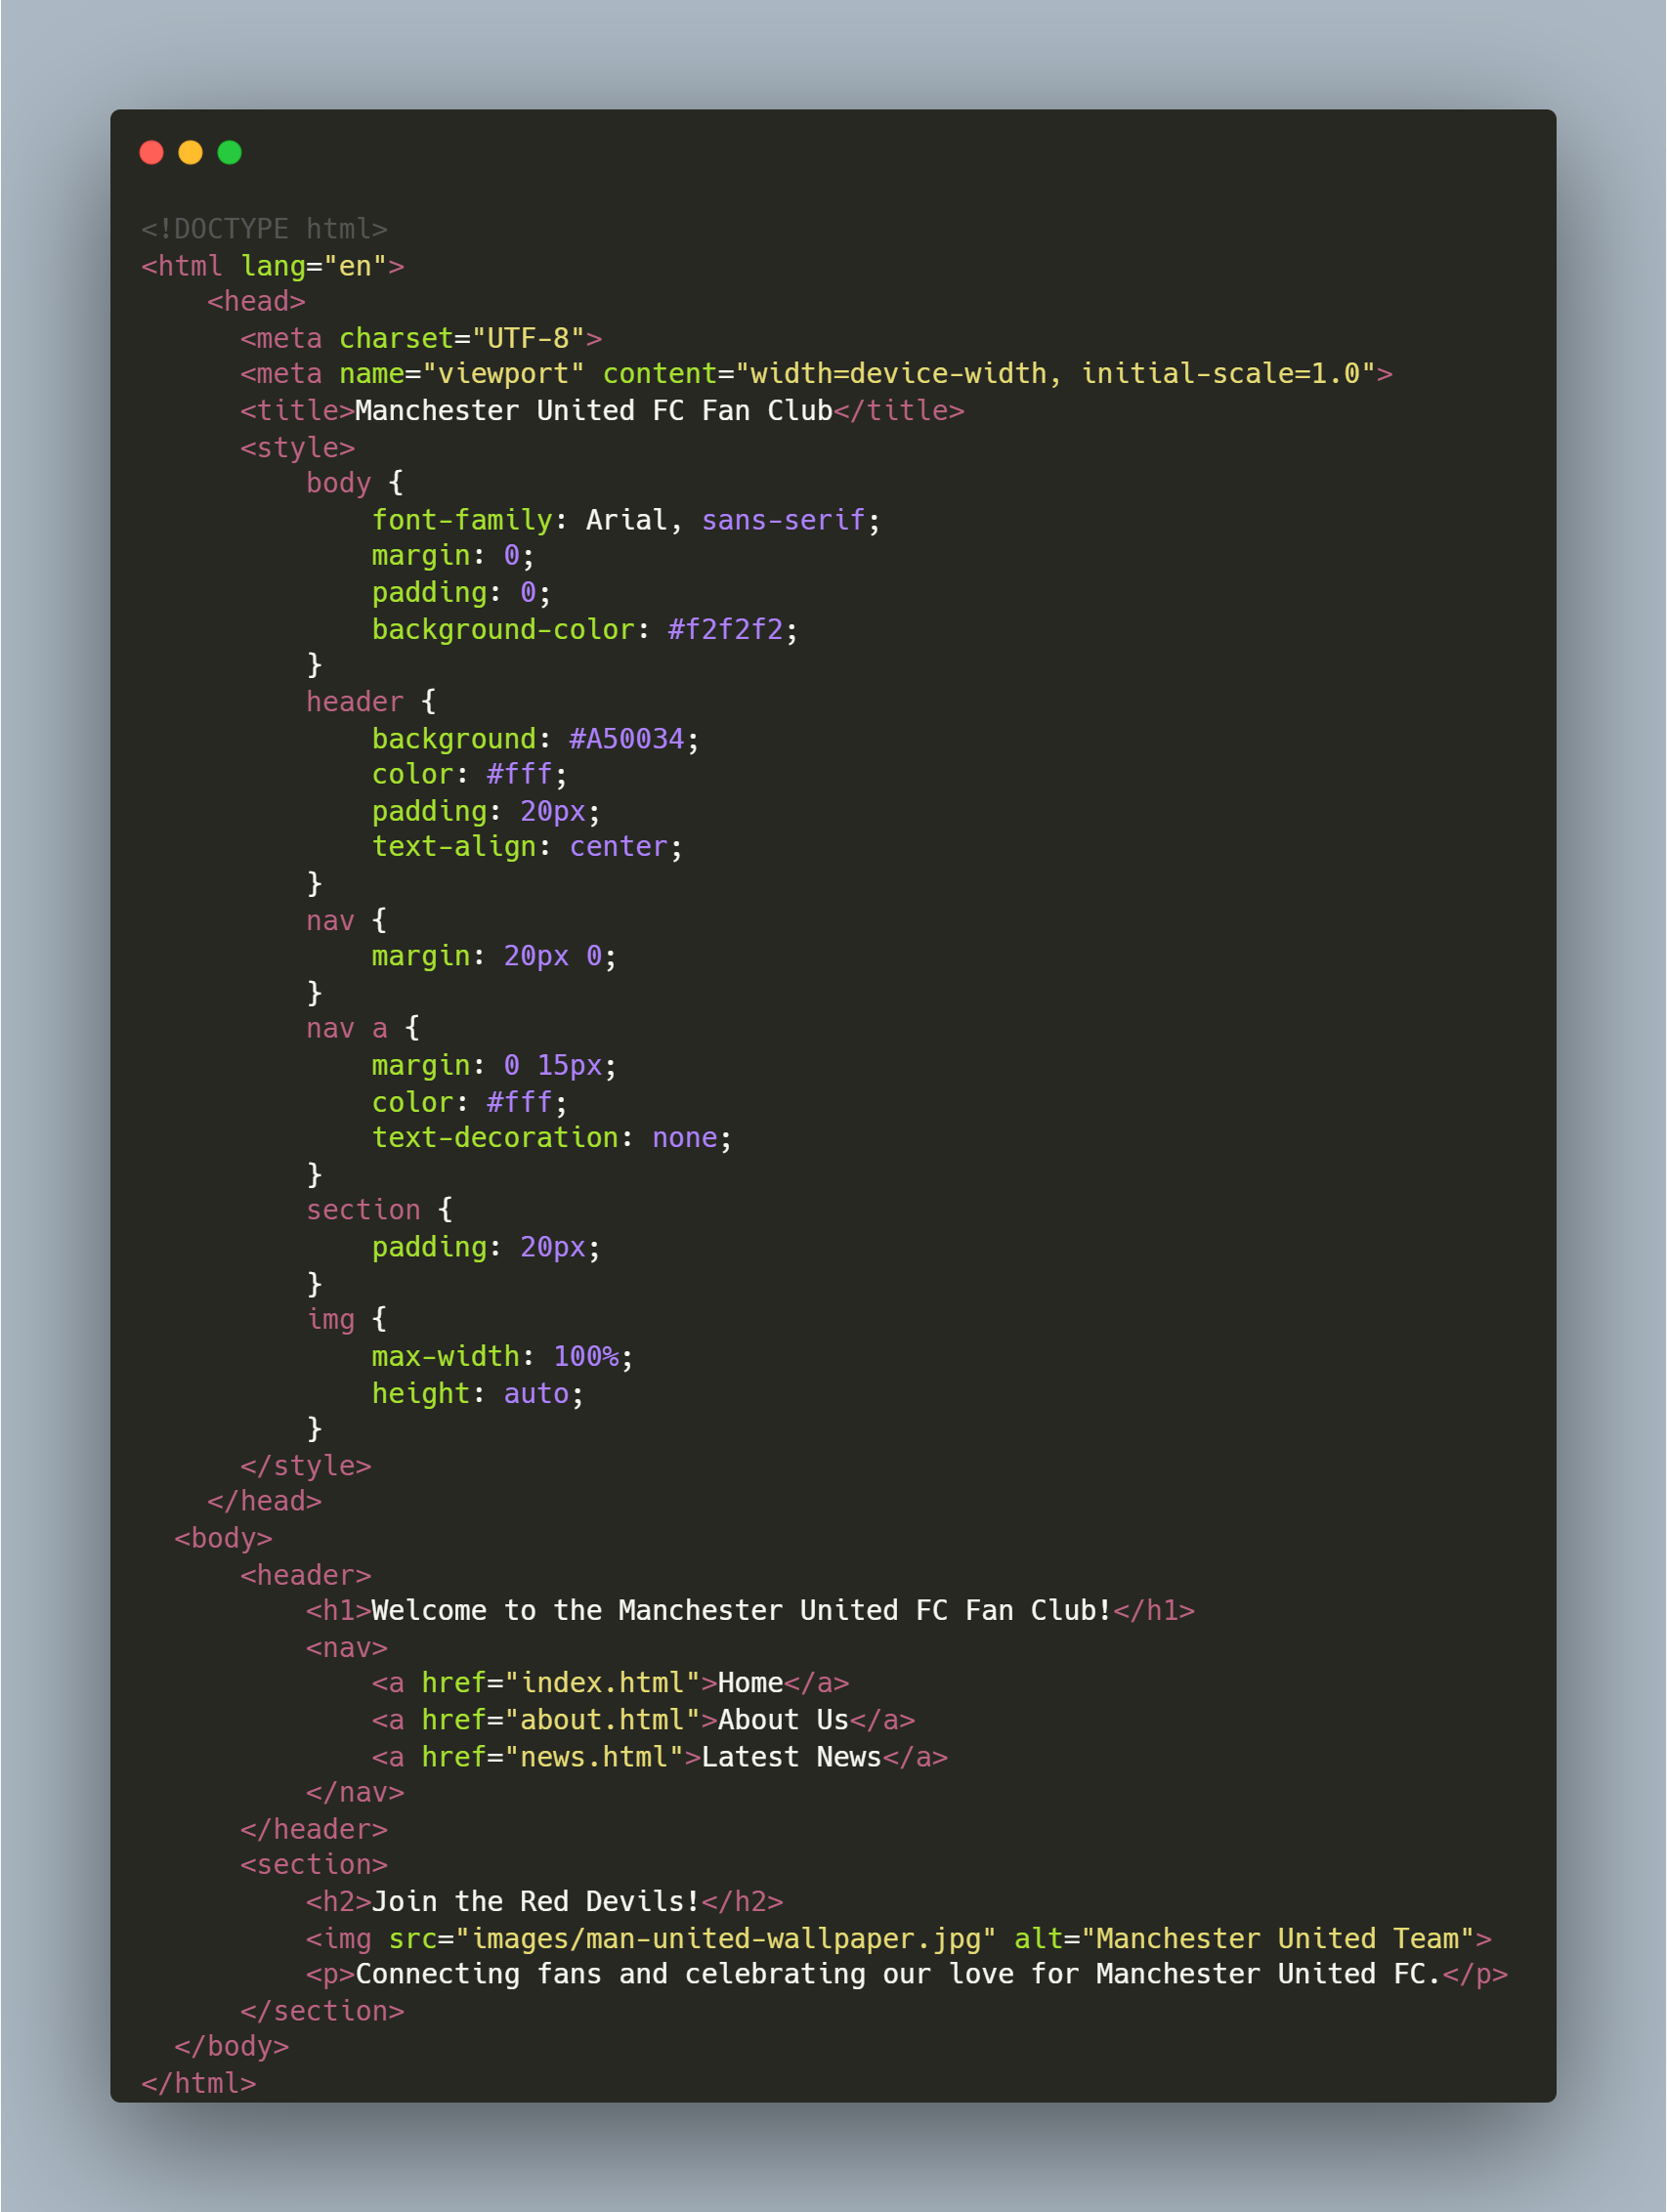 <!DOCTYPE html>
<html lang="en">
    <head>
      <meta charset="UTF-8">
      <meta name="viewport" content="width=device-width, initial-scale=1.0">
      <title>Manchester United FC Fan Club</title>
      <style>
          body {
              font-family: Arial, sans-serif;
              margin: 0;
              padding: 0;
              background-color: #f2f2f2;
          }
          header {
              background: #A50034;
              color: #fff;
              padding: 20px;
              text-align: center;
          }
          nav {
              margin: 20px 0;
          }
          nav a {
              margin: 0 15px;
              color: #fff;
              text-decoration: none;
          }
          section {
              padding: 20px;
          }
          img {
              max-width: 100%;
              height: auto;
          }
      </style>
    </head>
  <body>
      <header>
          <h1>Welcome to the Manchester United FC Fan Club!</h1>
          <nav>
              <a href="index.html">Home</a>
              <a href="about.html">About Us</a>
              <a href="news.html">Latest News</a>
          </nav>
      </header>
      <section>
          <h2>Join the Red Devils!</h2>
          <img src="images/man-united-wallpaper.jpg" alt="Manchester United Team">
          <p>Connecting fans and celebrating our love for Manchester United FC.</p>
      </section>
  </body>
</html>